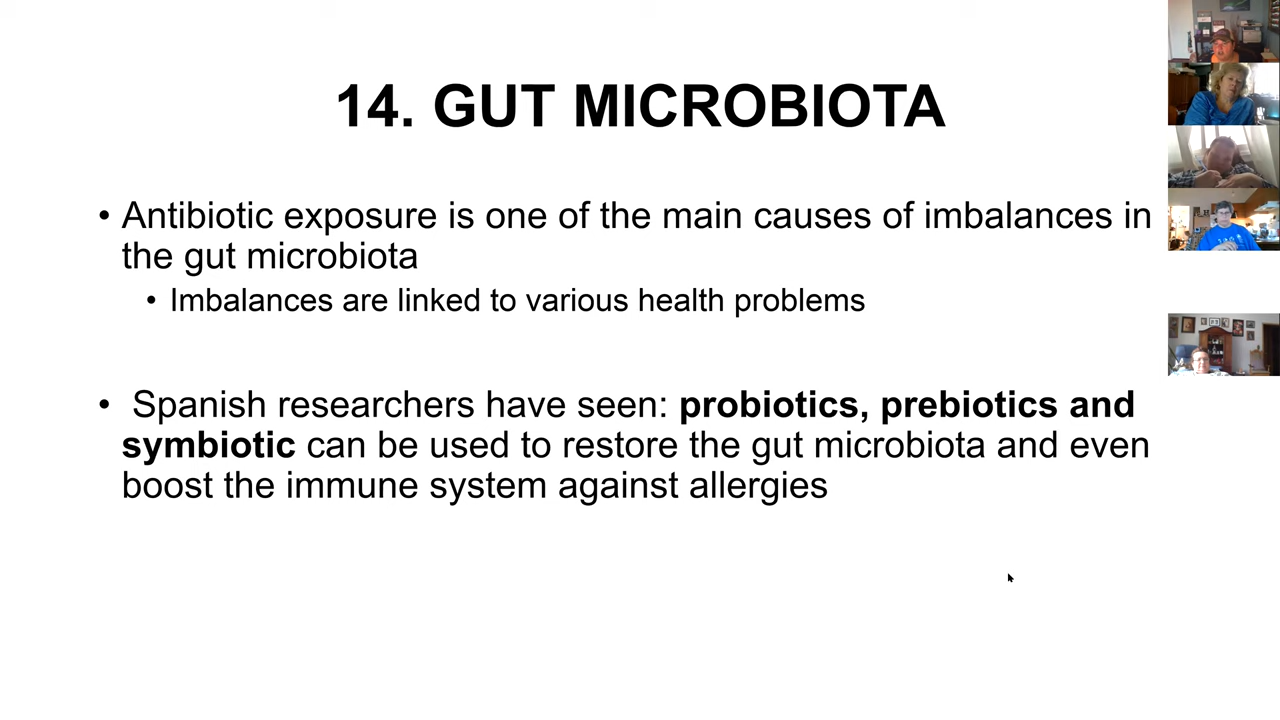 14. GUT MICROBIOTA
• Antibiotic exposure is one of the main causes of imbalances in
the gut microbiota
• Imbalances are linked to various health problems
• Spanish researchers have seen: probiotics, prebiotics and
symbiotic can be used to restore the gut microbiota and even
boost the immune system against allergies